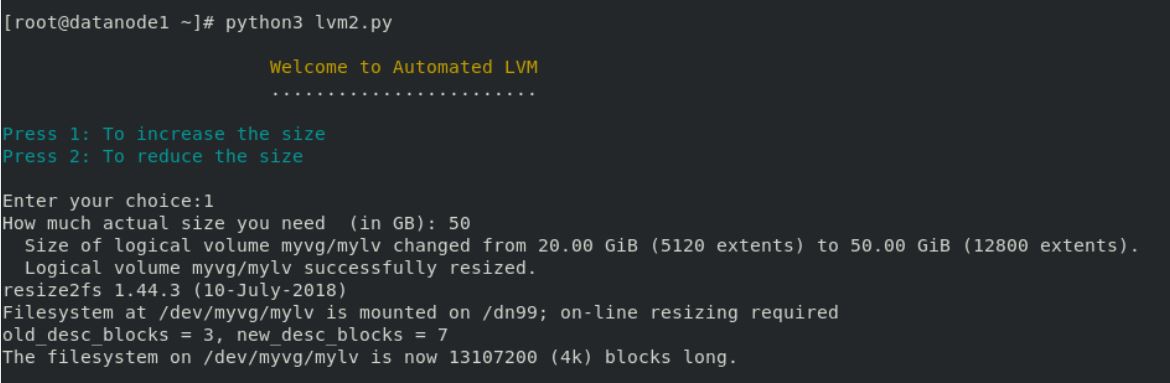 [root@datanode1 ~]# python3 lvm2.py
Welcome to Automated LVM
........................
Press 1: To increase the size
Press 2: To reduce the size
Enter your choice:1
How much actual size you need  (in GB): 50
  Size of logical volume myvg/mylv changed from 20.00 GiB (5120 extents) to 50.00 GiB (12800 extents).
  Logical volume myvg/mylv successfully resized.
resize2fs 1.44.3 (10-July-2018)
Filesystem at /dev/myvg/mylv is mounted on /dn99; on-line resizing required
old_desc_blocks = 3, new_desc_blocks = 7
The filesystem on /dev/myvg/mylv is now 13107200 (4k) blocks long.